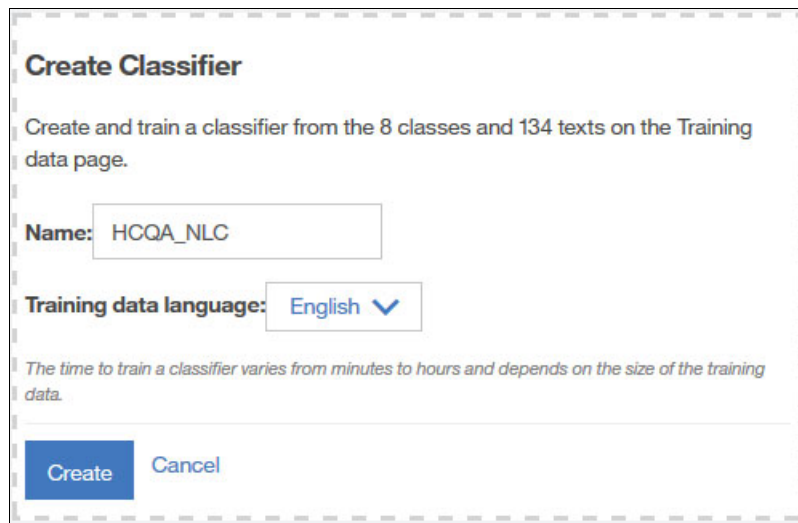 Create Classifier
Create and train a classifier from the 8 classes and 134 texts on the Training
data page.
Name: HCQA_NLC
Training data language: English
The time to train a classifier varies from minutes to hours and depends on the size of the training
data.
Create Cancel